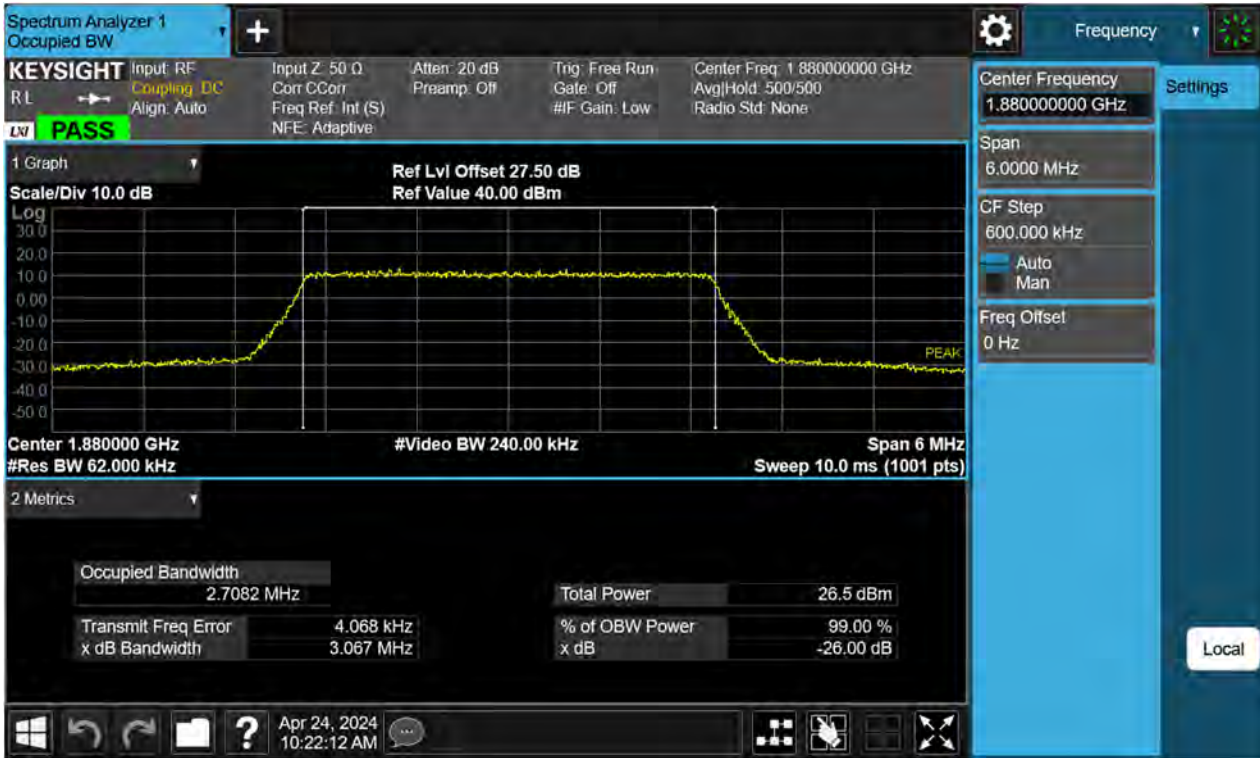 Spectrum Analyzer 1
Occupied BW
+
Frequency
KEYSIGHT
R L
LXI
PASS
Input: RF
Coupling: DC
Align: Auto
Input Z: 50 Ω
Corr CCorr
Freq Ref: Int (S)
NFE: Adaptive
Atten: 20 dB
Preamp: Off
Trig: Free Run
Gate: Off
#IF Gain: Low
Center Freq: 1.880000000 GHz
Avg|Hold: 500/500
Radio Std: None
1 Graph
Scale/Div 10.0 dB
Ref Lvl Offset 27.50 dB
Ref Value 40.00 dBm
Log
30.0
20.0
10.0
0.00
-10.0
-20.0
-30.0
-40.0
-50.0
PEAK
Center 1.880000 GHz
#Video BW 240.00 kHz
Span 6 MHz
#Res BW 62.000 kHz
Sweep 10.0 ms (1001 pts)
2 Metrics
Occupied Bandwidth
2.7082 MHz
Transmit Freq Error 4.068 kHz
x dB Bandwidth 3.067 MHz
Total Power 26.5 dBm
% of OBW Power 99.00 %
x dB -26.00 dB
?
Apr 24, 2024
10:22:12 AM
Center Frequency
1.880000000 GHz
Span
6.0000 MHz
CF Step
600.000 kHz
Auto
Man
Freq Offset
0 Hz
Settings
Local